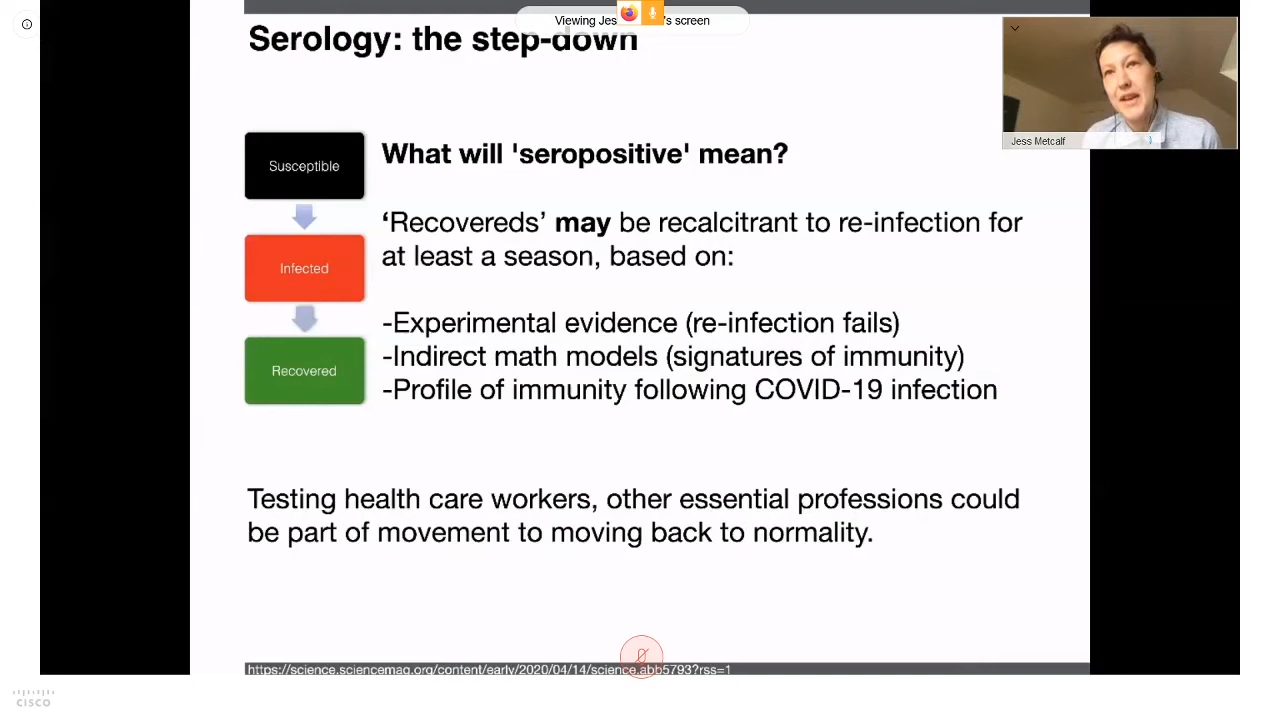 Viewing Jes 's screen
Serology: the step-down
Jess Metcalf
Susceptible
What will 'seropositive' mean?
‘Recovereds’ may be recalcitrant to re-infection for
at least a season, based on:
Infected
-Experimental evidence (re-infection fails)
-Indirect math models (signatures of immunity)
Recovered
-Profile of immunity following COVID-19 infection
Testing health care workers, other essential professions could
be part of movement to moving back to normality.
https://science.sciencemag.org/content/early/2020/04/14/science.abb5793?rss=1
CISCO